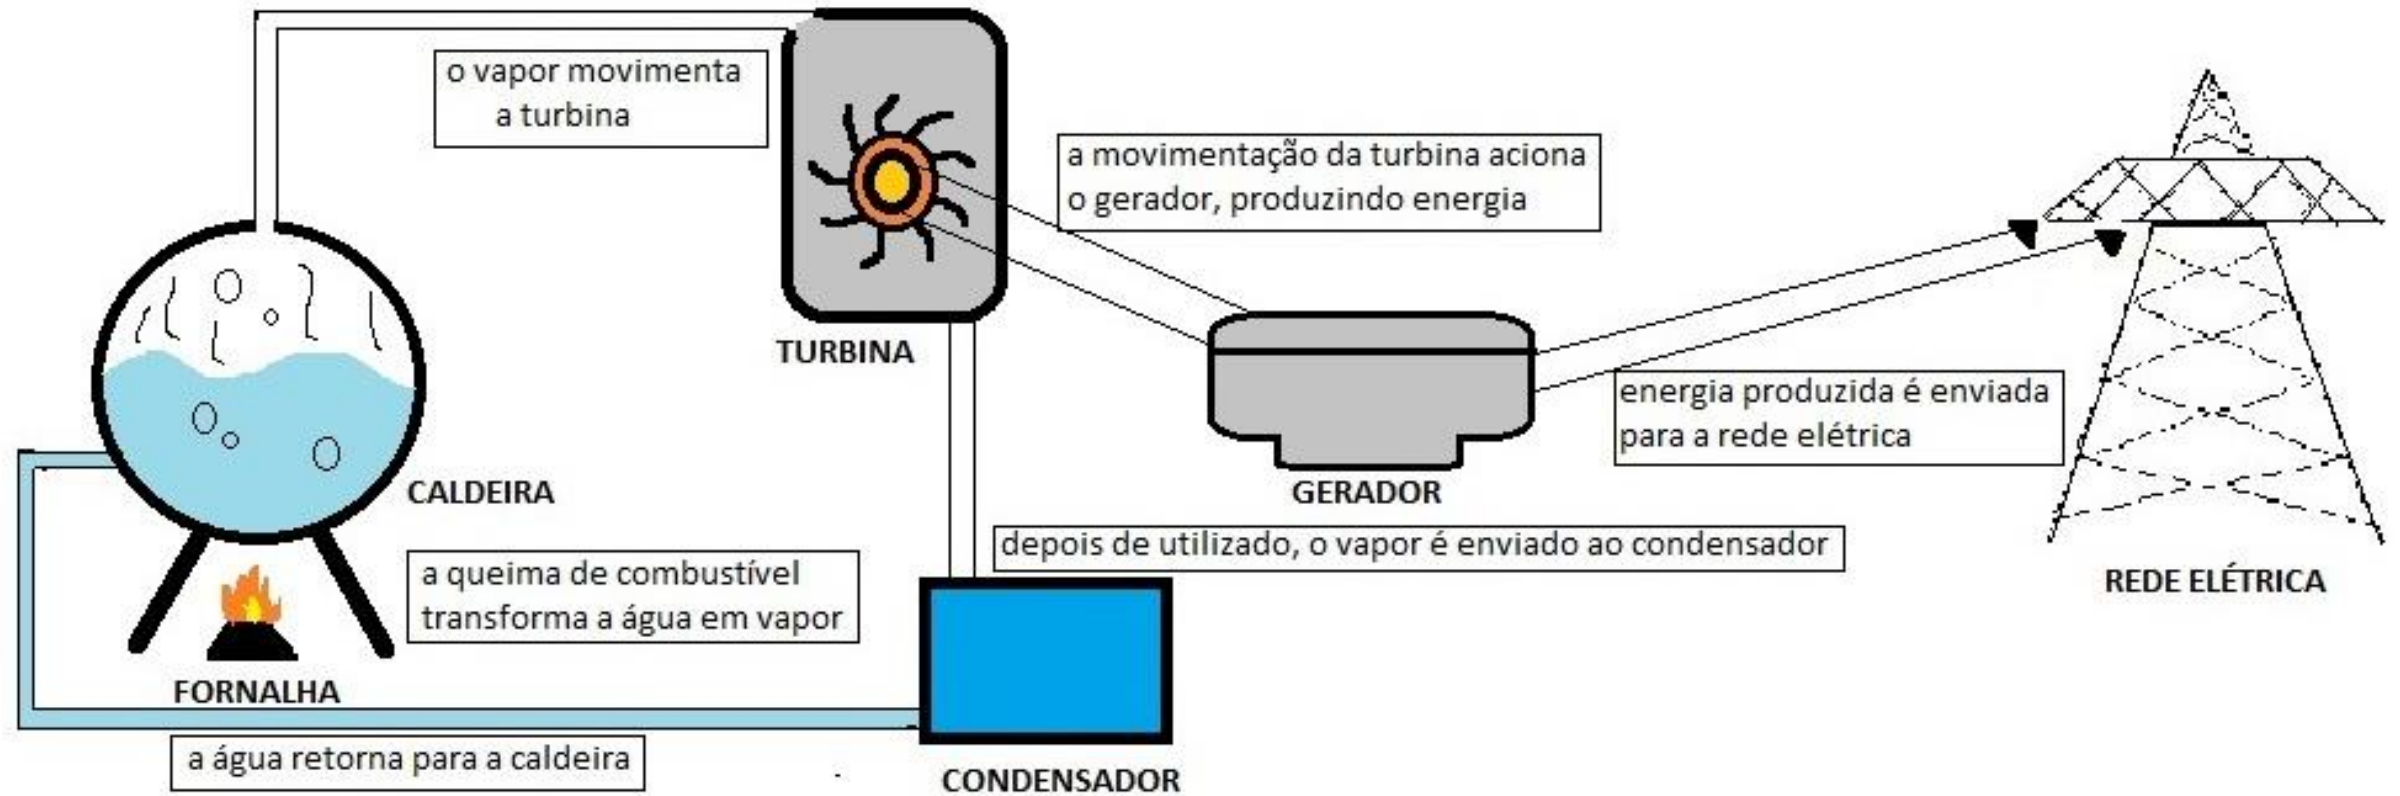 o vapor movimenta
a turbina
TURBINA
a movimentação da turbina aciona
o gerador, produzindo energia
GERADOR
energia produzida é enviada
para a rede elétrica
REDE ELÉTRICA
CALDEIRA
a queima de combustível
transforma a água em vapor
FORNALHA
depois de utilizado, o vapor é enviado ao condensador
CONDENSADOR
a água retorna para a caldeira